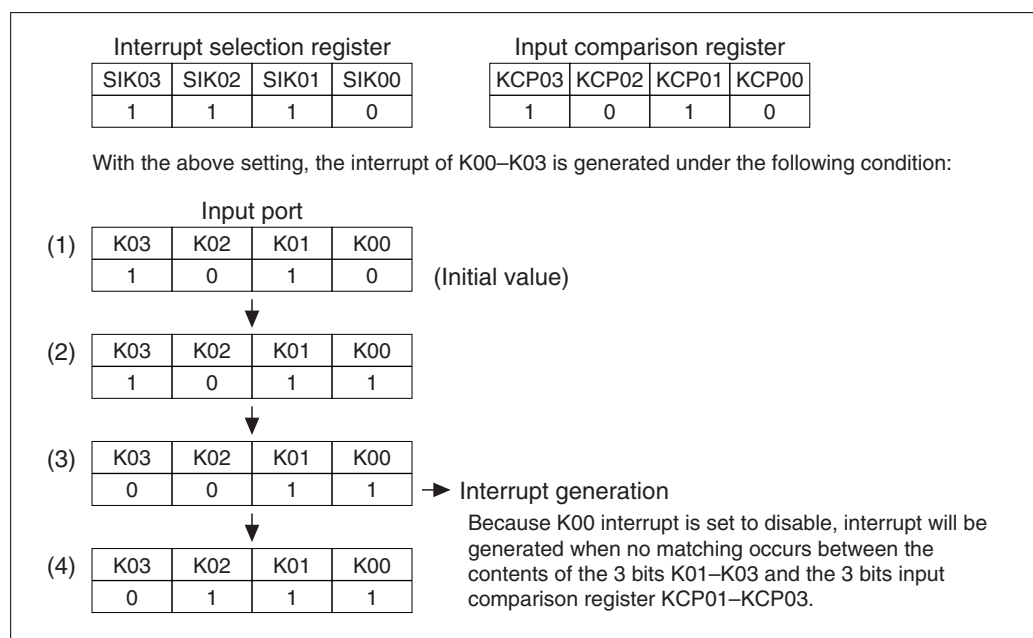 Interrupt selection register
SIK03 SIK02 SIK01 SIK00
1 1 1 0
Input comparison register
KCP03 KCP02 KCP01 KCP00
1 0 1 0
With the above setting, the interrupt of K00–K03 is generated under the following condition:
Input port
(1)
K03 K02 K01 K00
1 0 1 0
(Initial value)
(2)
K03 K02 K01 K00
1 0 1 1
(3)
K03 K02 K01 K00
0 0 1 1
Interrupt generation
Because K00 interrupt is set to disable, interrupt will be
generated when no matching occurs between the
contents of the 3 bits K01–K03 and the 3 bits input
comparison register KCP01–KCP03.
(4)
K03 K02 K01 K00
0 1 1 1